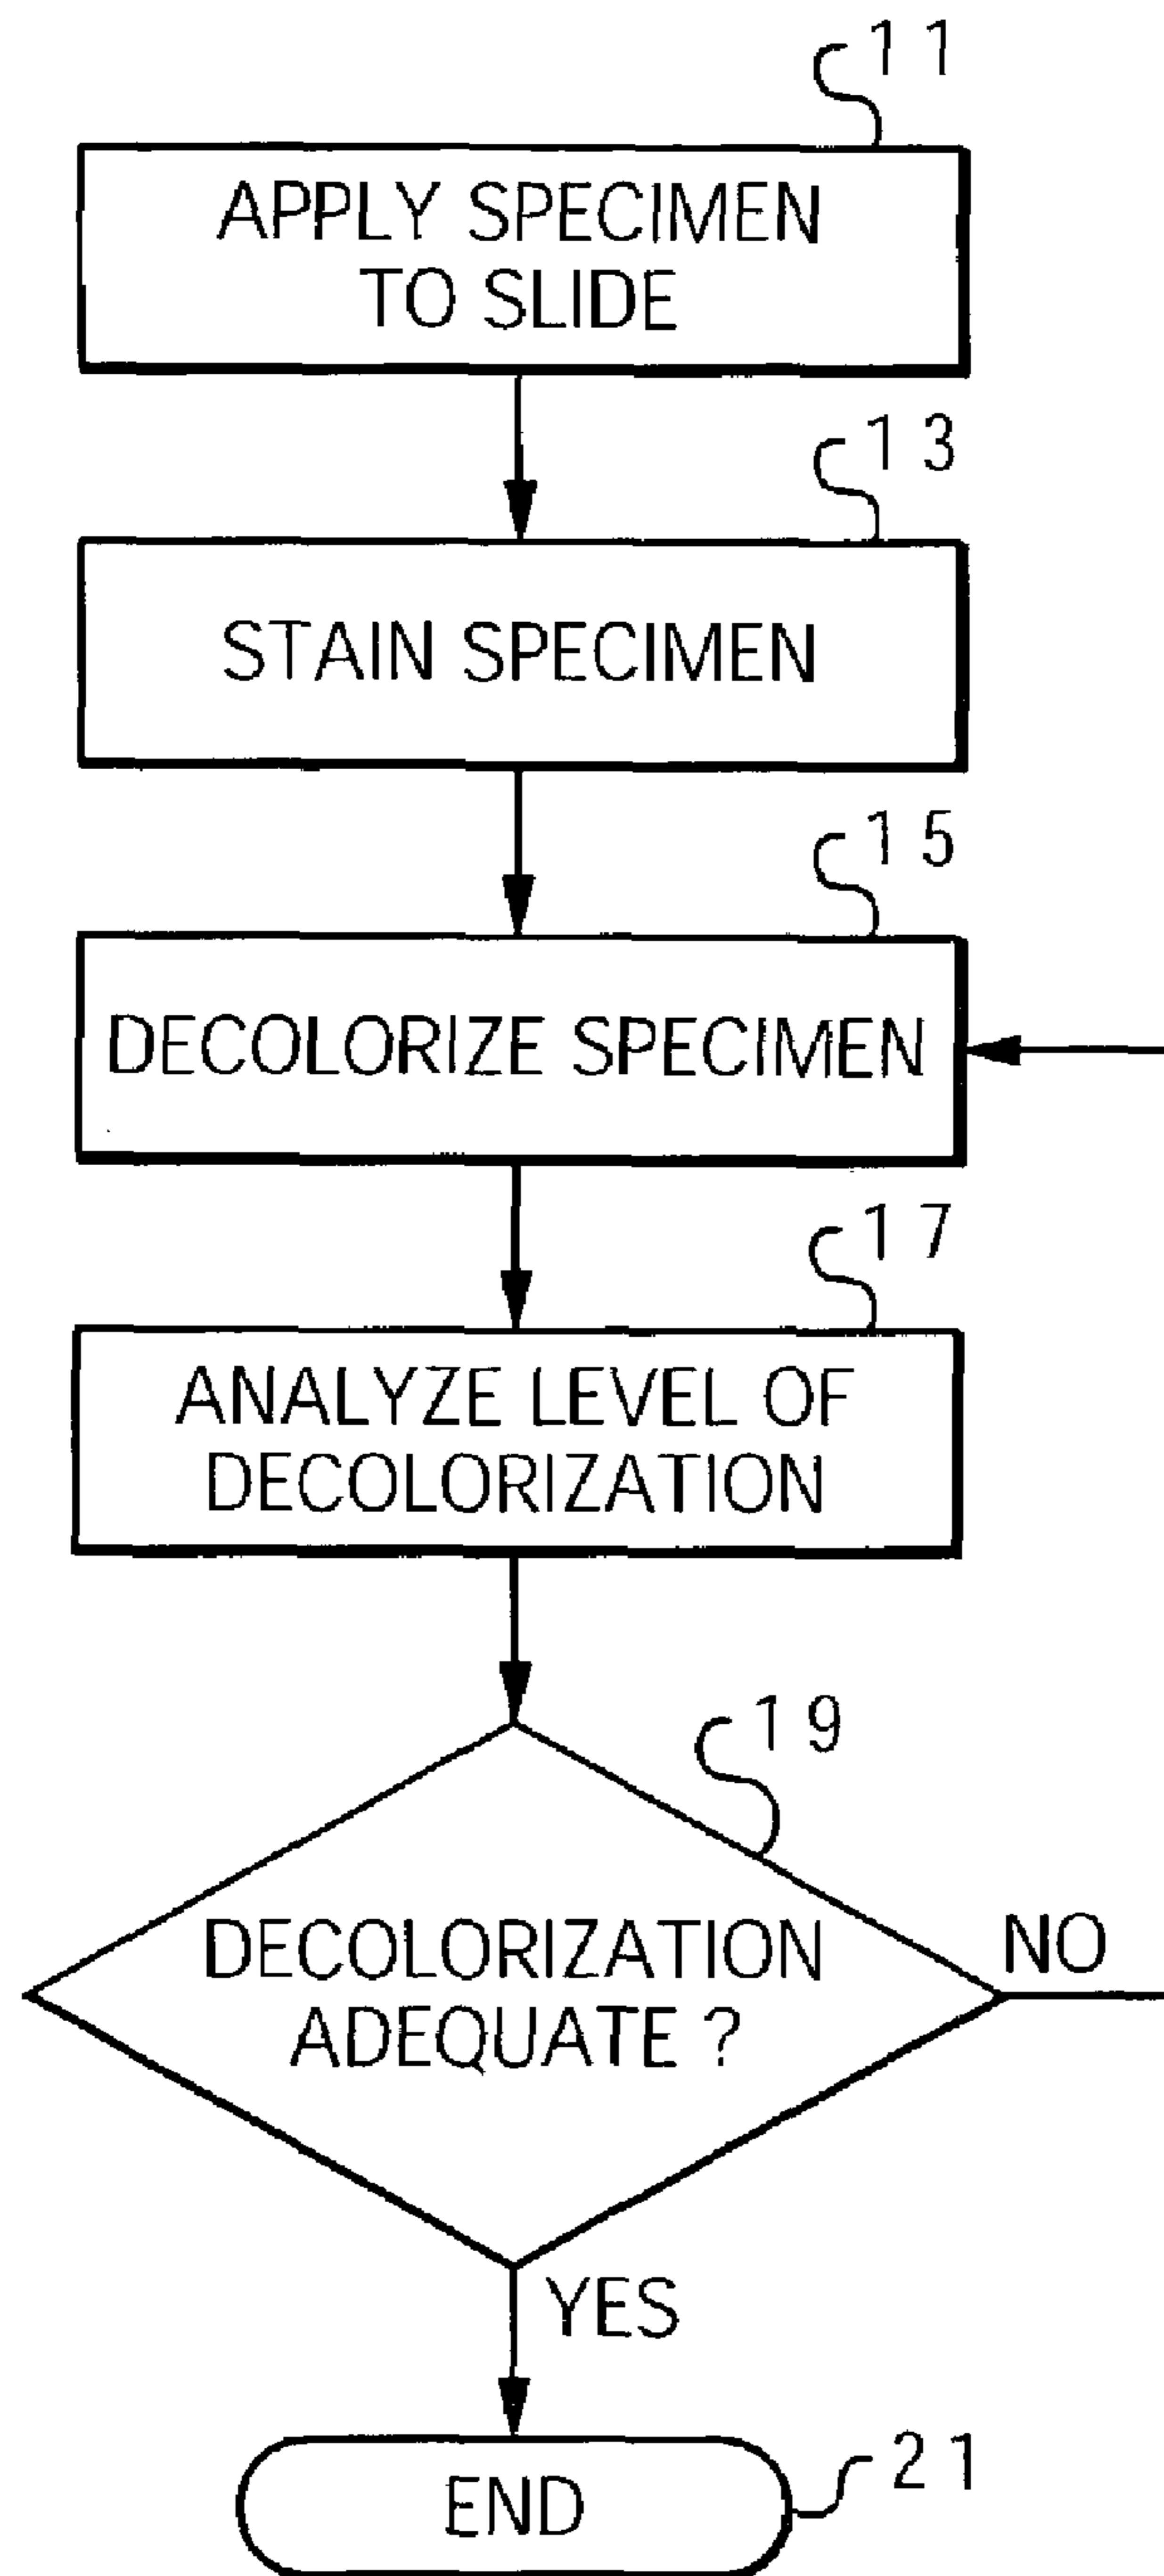 11
APPLY SPECIMEN
TO SLIDE
13
STAIN SPECIMEN
15
DECOLORIZE SPECIMEN
17
ANALYZE LEVEL OF
DECOLORIZATION
19
DECOLORIZATION
ADEQUATE ?
NO
YES
END
21